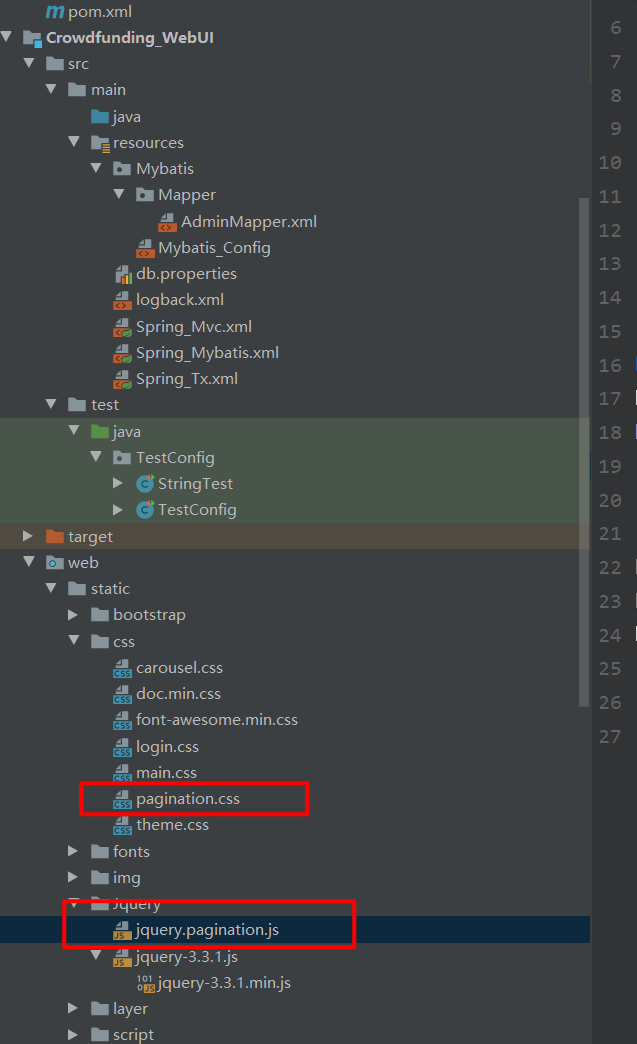 pom.xml
Crowdfunding_WebUI
src
main
java
resources
Mybatis
Mapper
AdminMapper.xml
Mybatis_Config
db.properties
logback.xml
Spring_Mvc.xml
Spring_Mybatis.xml
Spring_Tx.xml
test
java
TestConfig
StringTest
TestConfig
target
web
static
bootstrap
css
carousel.css
doc.min.css
font-awesome.min.css
login.css
main.css
pagination.css
theme.css
fonts
img
Jquery
jquery.pagination.js
jquery-3.3.1.js
jquery-3.3.1.min.js
layer
script
6
7
8
9
10
11
12
13
14
15
16
17
18
19
20
21
22
23
24
25
26
27